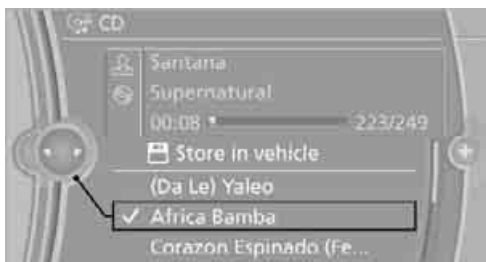 CD
Santana
Supernatural
00:08 223/249
Store in vehicle
(Da Le) Yaleo
Africa Bamba
Corazon Espinado (Fe...